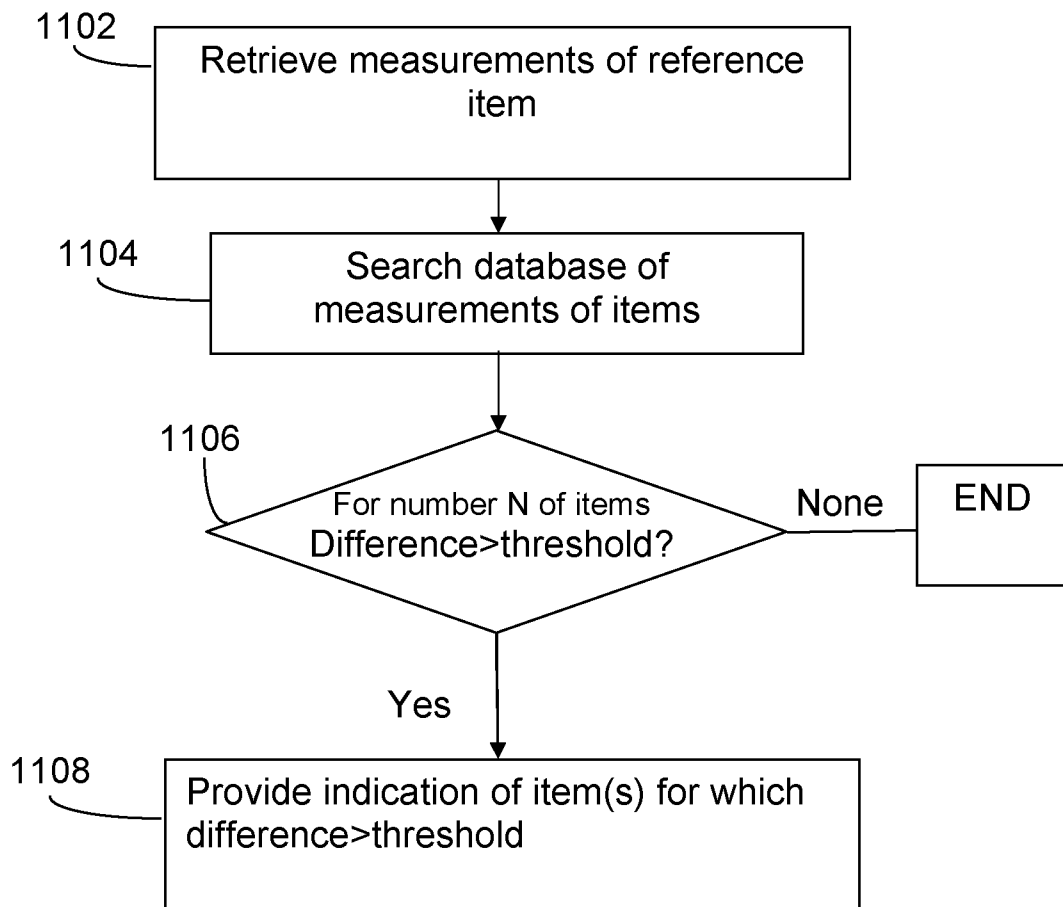 1102
Retrieve measurements of reference
item
1104
Search database of
measurements of items
1106
For number N of items
Difference>threshold?
None
END
Yes
1108
Provide indication of item(s) for which
difference>threshold